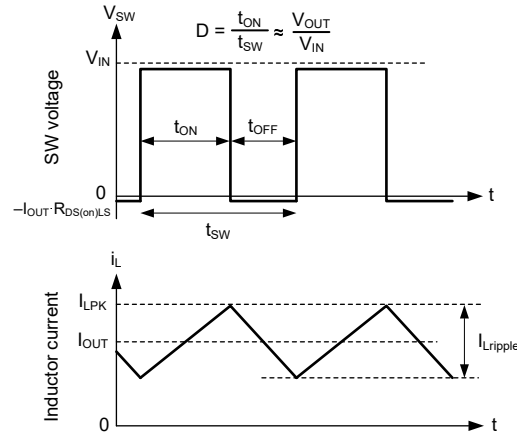 V_SW
D = t_ON / t_SW ≈ V_OUT / V_IN
V_IN
SW voltage
t_ON
t_OFF
0
t
–I_OUT·R_DS(on)LS
t_SW
i_L
I_LPK
Inductor current
I_OUT
I_Lripple
0
t